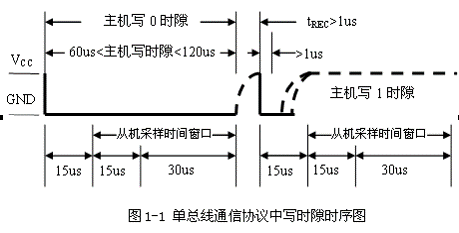 主机写 0 时隙
tREC>1us
60us<主机写时隙<120us
>1us
VCC
GND
主机写 1 时隙
从机采样时间窗口
从机采样时间窗口
15us
15us
30us
15us
15us
30us
图 1-1 单总线通信协议中写时隙时序图